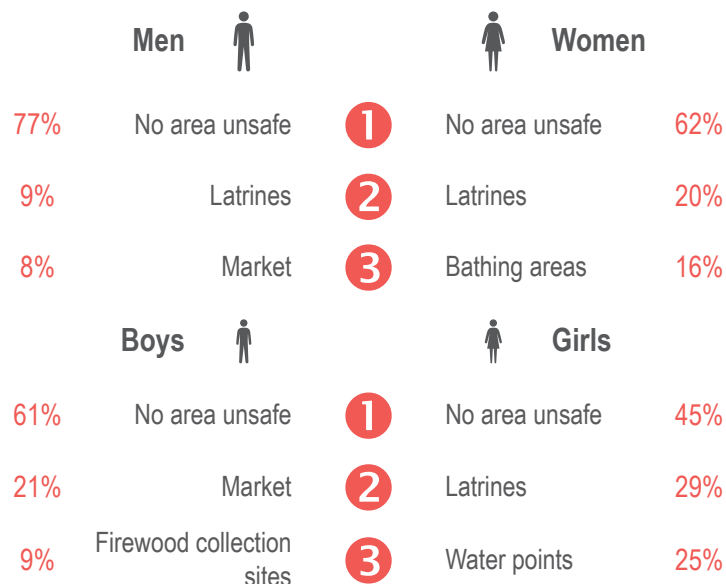 Men Women
77% No area unsafe 1 No area unsafe 62%
9% Latrines 2 Latrines 20%
8% Market 3 Bathing areas 16%
Boys Girls
61% No area unsafe 1 No area unsafe 45%
21% Market 2 Latrines 29%
9% Firewood collection 3 Water points 25%
sites